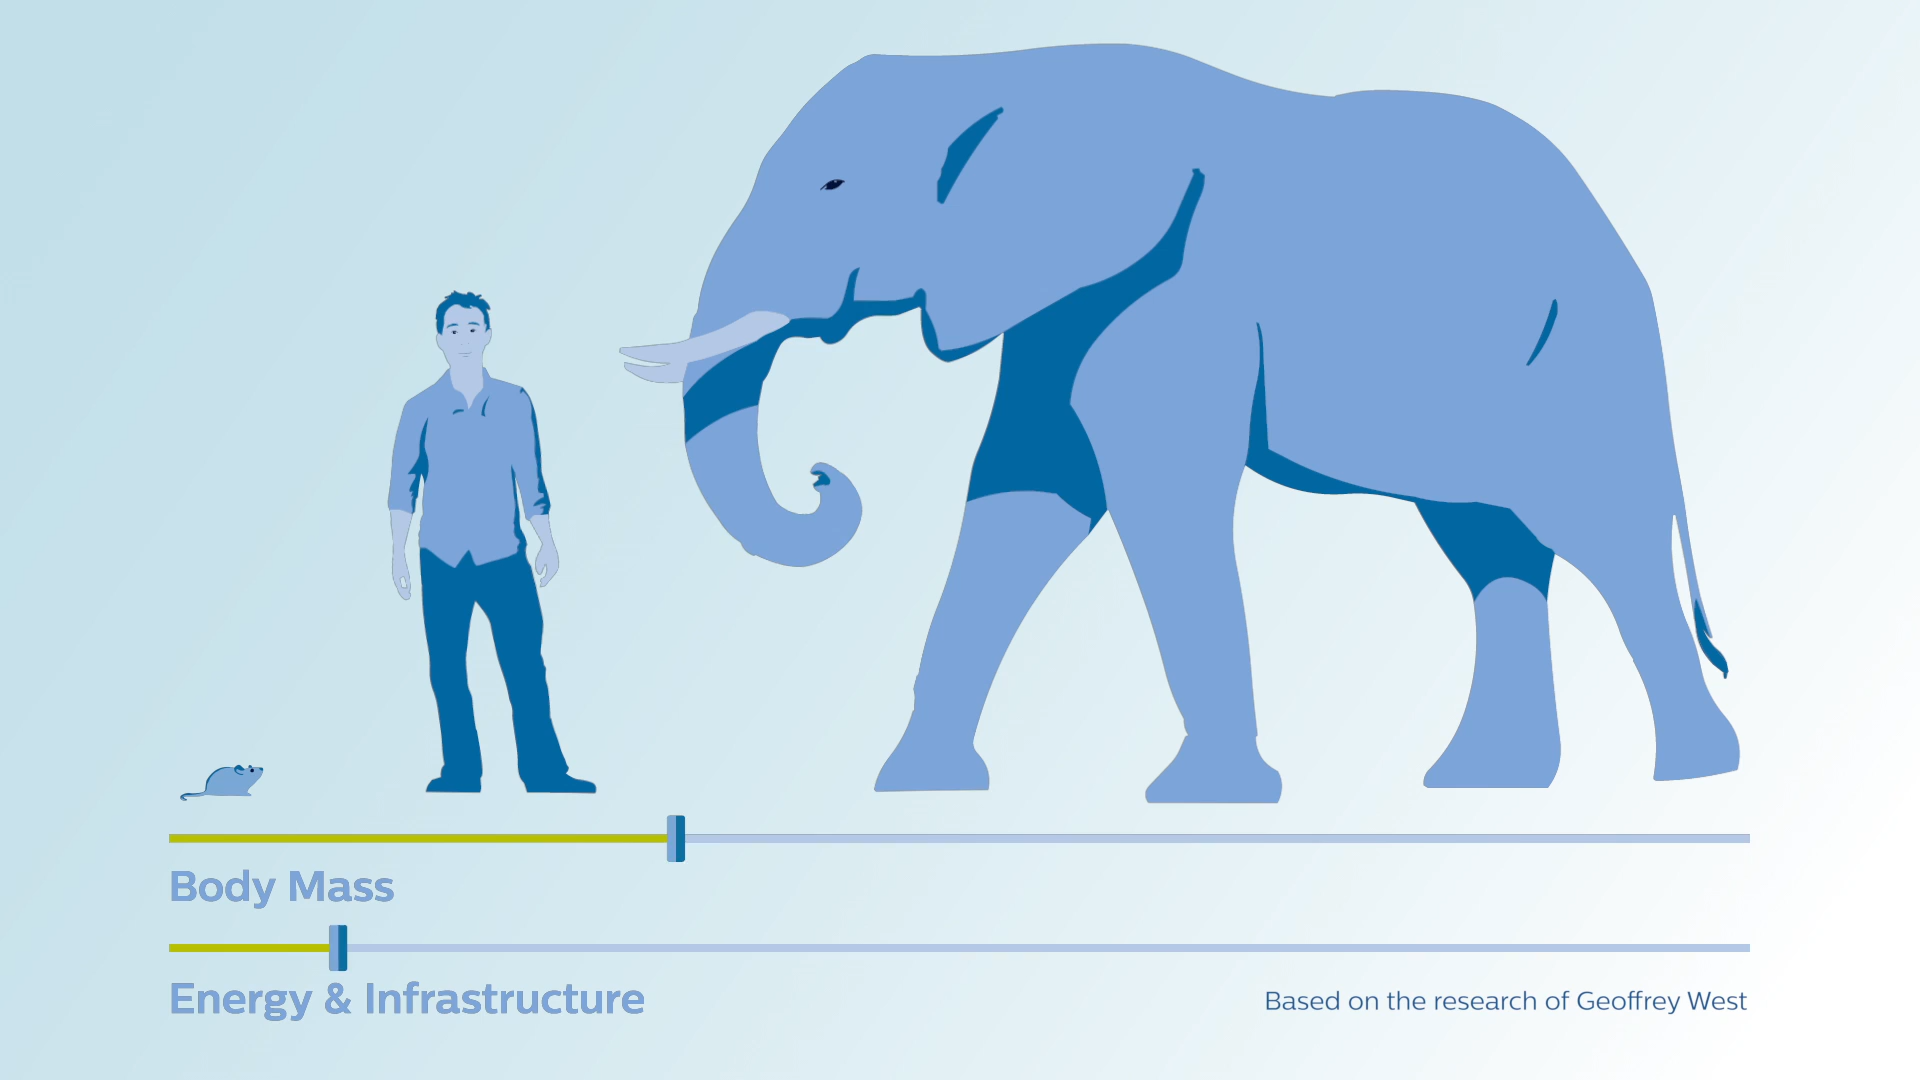 Body Mass
Energy & Infrastructure
Based on the research of Geoffrey West